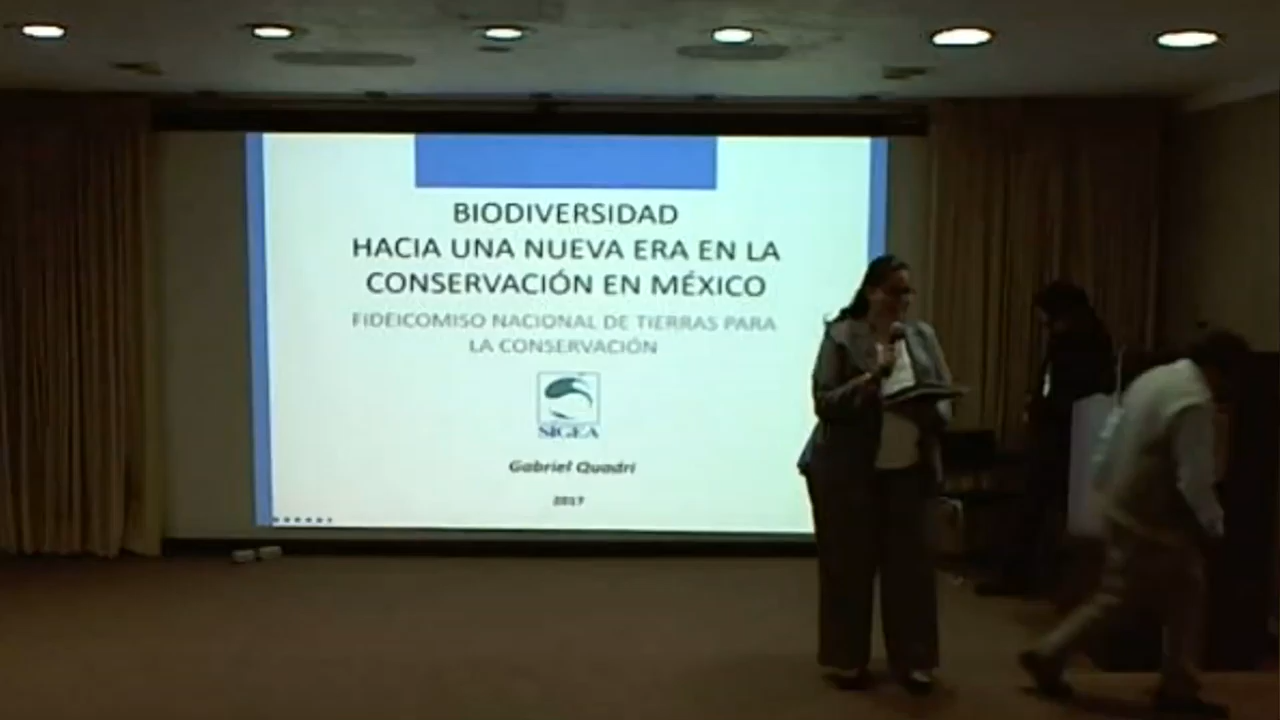 BIODIVERSIDAD
HACIA UNA NUEVA ERA EN LA
CONSERVACIÓN EN MÉXICO
FIDEICOMISO NACIONAL DE TIERRAS PARA
LA CONSERVACIÓN
SIGEA
Gabriel Quadri
2017